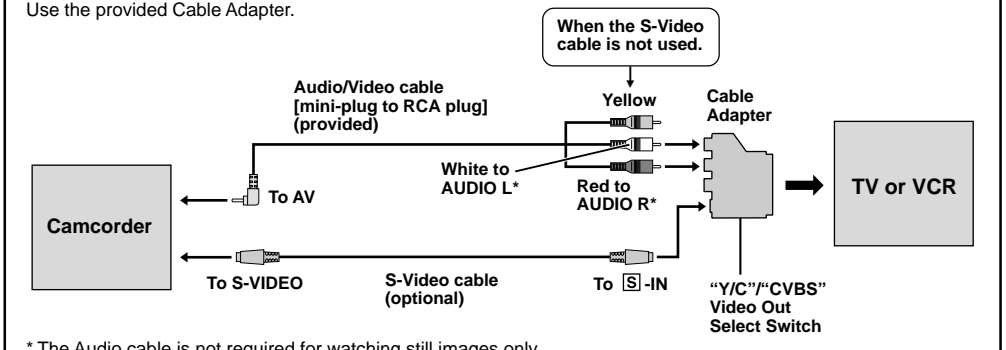 Use the provided Cable Adapter.
When the S-Video
cable is not used.
Audio/Video cable
[mini-plug to RCA plug]
(provided)
Yellow
Cable
Adapter
White to
AUDIO L*
Red to
AUDIO R*
To AV
Camcorder
TV or VCR
To S-VIDEO
S-Video cable
(optional)
To S -IN
“Y/C”/“CVBS”
Video Out
Select Switch
* The Audio cable is not required for watching still images only.